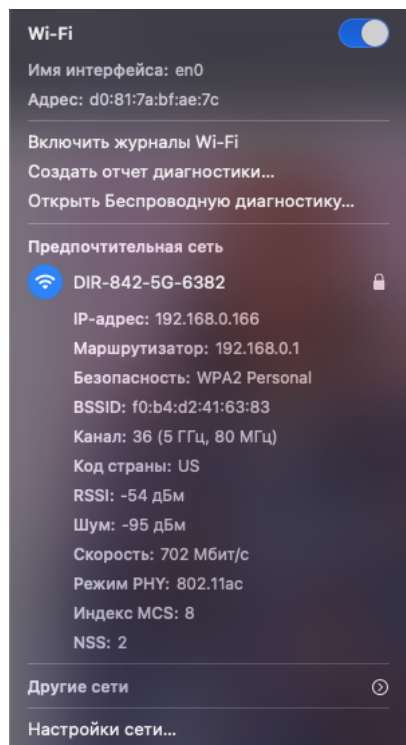 Wi-Fi
Имя интерфейса: en0
Адрес: d0:81:7a:bf:ae:7c
Включить журналы Wi-Fi
Создать отчет диагностики...
Открыть Беспроводную диагностику...
Предпочтительная сеть
DIR-842-5G-6382
IP-адрес: 192.168.0.166
Маршрутизатор: 192.168.0.1
Безопасность: WPA2 Personal
BSSID: f0:b4:d2:41:63:83
Канал: 36 (5 ГГц, 80 МГц)
Код страны: US
RSSI: -54 дБм
Шум: -95 дБм
Скорость: 702 Мбит/с
Режим PHY: 802.11ac
Индекс MCS: 8
NSS: 2
Другие сети
Настройки сети...